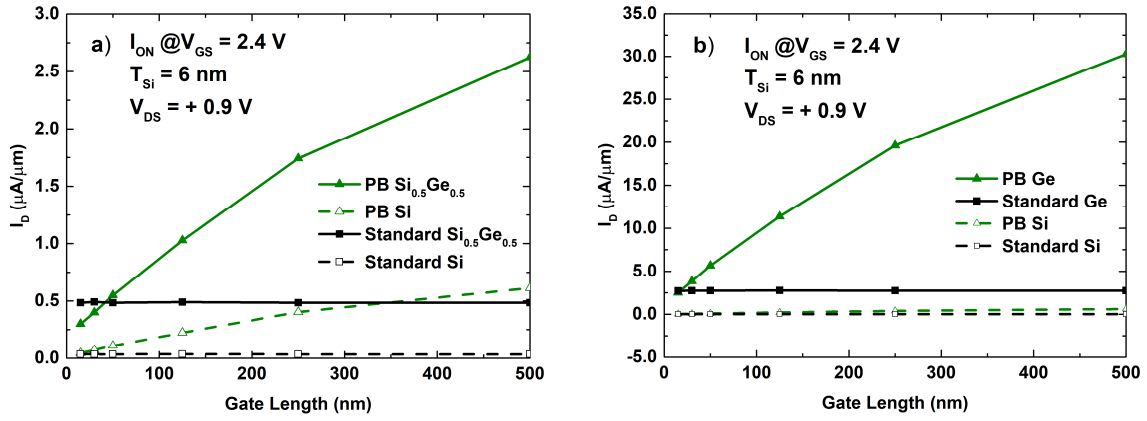 a) I_ON @V_GS = 2.4 V
T_Si = 6 nm
V_DS = + 0.9 V
PB Si_0.5Ge_0.5
PB Si
Standard Si_0.5Ge_0.5
Standard Si
3.0
2.5
2.0
1.5
1.0
0.5
0.0
I_D (µA/µm)
0 100 200 300 400 500
Gate Length (nm)
b) I_ON @V_GS = 2.4 V
T_Si = 6 nm
V_DS = + 0.9 V
PB Ge
Standard Ge
PB Si
Standard Si
35.0
30.0
25.0
20.0
15.0
10.0
5.0
0.0
-5.0
I_D (µA/µm)
0 100 200 300 400 500
Gate Length (nm)